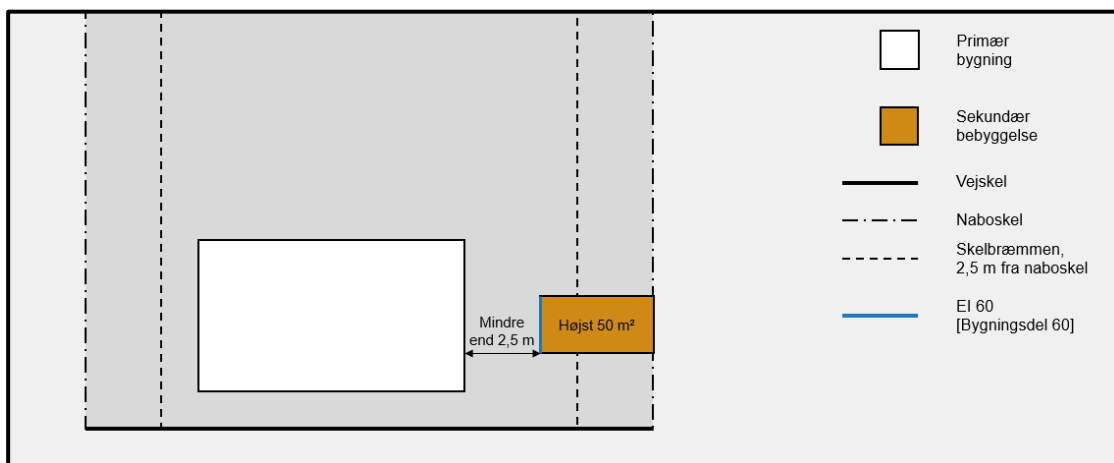 Mindre
end 2,5 m
Højst 50 m²
Primær
bygning
Sekundær
bebyggelse
Vejskel
Naboskel
Skelbræmmen,
2,5 m fra naboskel
EI 60
[Bygningsdel 60]